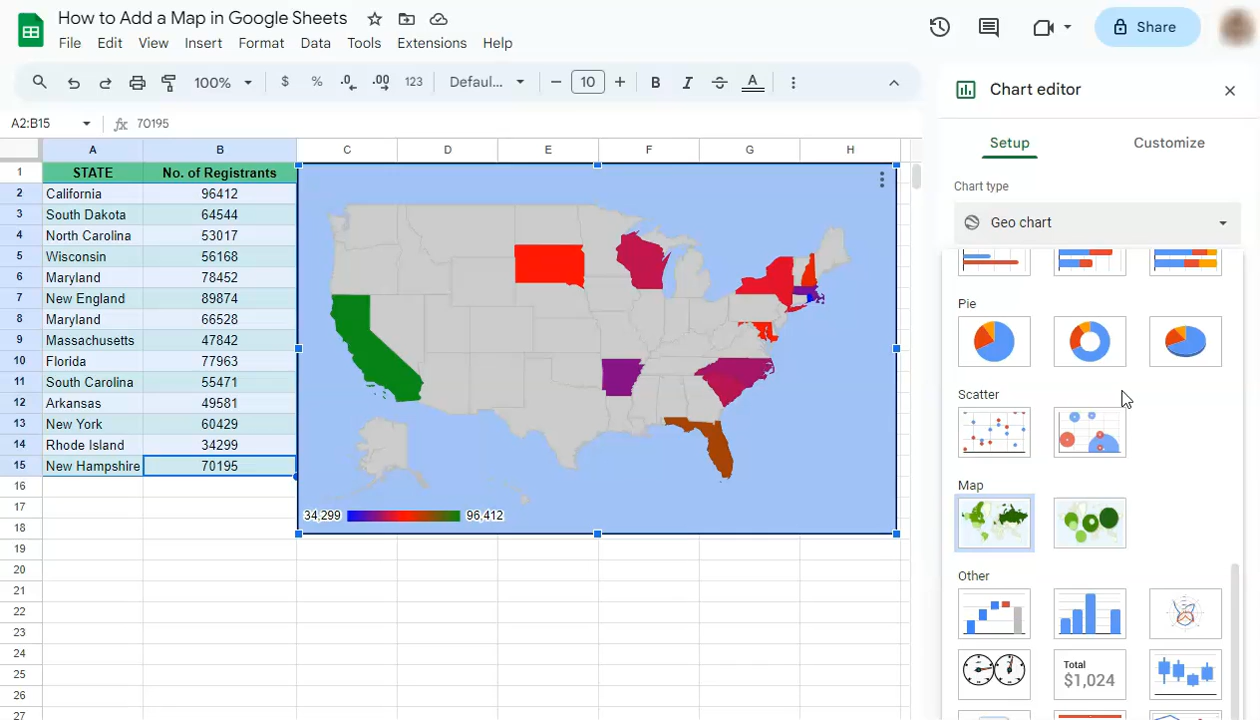 How to Add a Map in Google Sheets
File Edit View Insert Format Data Tools Extensions Help
Share
100% $ % .0 .00 123 Defaul... 10 B I S A
Chart editor
A2:B15 fx 70195
Setup Customize
A B C D E F G H
1 STATE No. of Registrants
2 California 96412
3 South Dakota 64544
4 North Carolina 53017
5 Wisconsin 56168
6 Maryland 78452
7 New England 89874
8 Maryland 66528
9 Massachusetts 47842
10 Florida 77963
11 South Carolina 55471
12 Arkansas 49581
13 New York 60429
14 Rhode Island 34299
15 New Hampshire 70195
16
17
18
19
20
21
22
23
24
25
26
27
34,299 96,412
Chart type
Geo chart
Pie
Scatter
Map
Other
Total
$1,024